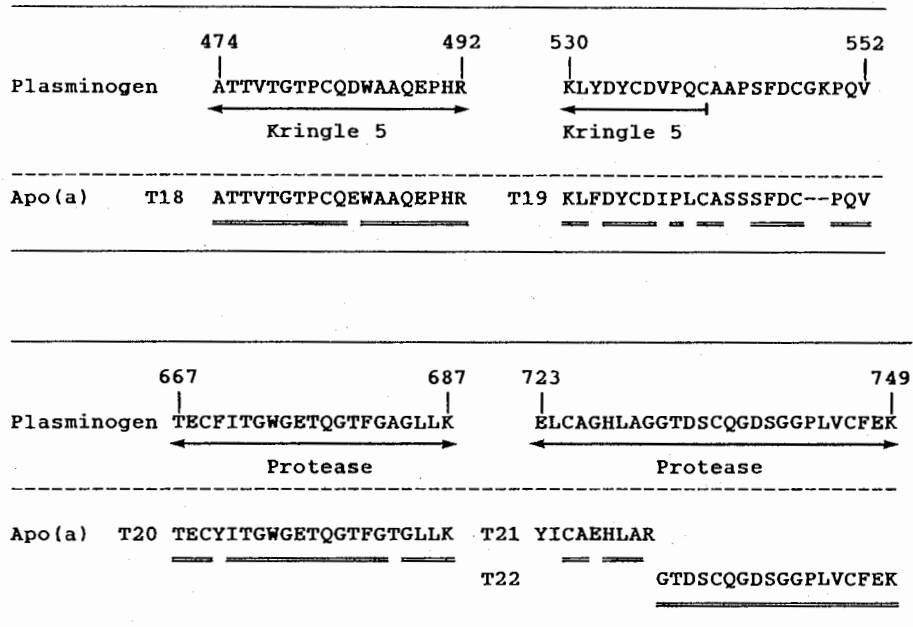 474 492 530 552
Plasminogen ATTVTGTPCQDWAAQEPHR KLYDYCDVPQCAAPSFDCGKPQV
Kringle 5 Kringle 5
Apo(a) T18 ATTVTGTPCQEWAAQEPHR T19 KLFDYCDIPLCASSSFDC--PQV
667 687 723 749
Plasminogen TECFITGWGETQGTFGAGLLK ELCAGHLAGGTDSCQGDSGGPLVCFEK
Protease Protease
Apo(a) T20 TECYITGWGETQGTFGTGLLK T21 YICAEHLAR
T22 GTDSCQGDSGGPLVCFEK